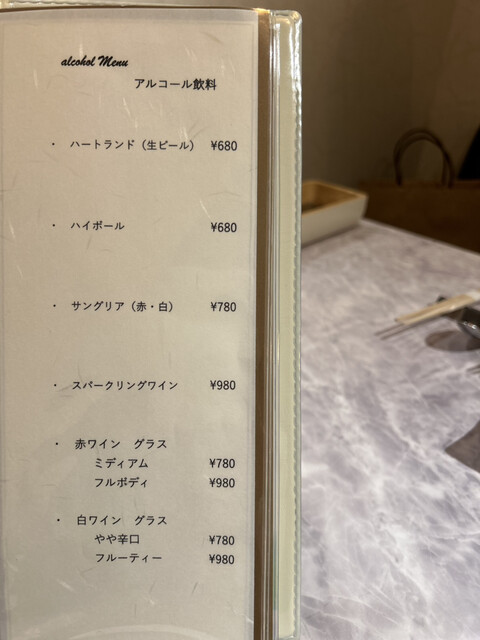 alcohol Menu
アルコール飲料
・ ハートランド（生ビール） ¥680
・ ハイボール ¥680
・ サングリア（赤・白） ¥780
・ スパークリングワイン ¥980
・ 赤ワイン グラス
ミディアム ¥780
フルボディ ¥980
・ 白ワイン グラス
やや辛口 ¥780
フルーティー ¥980